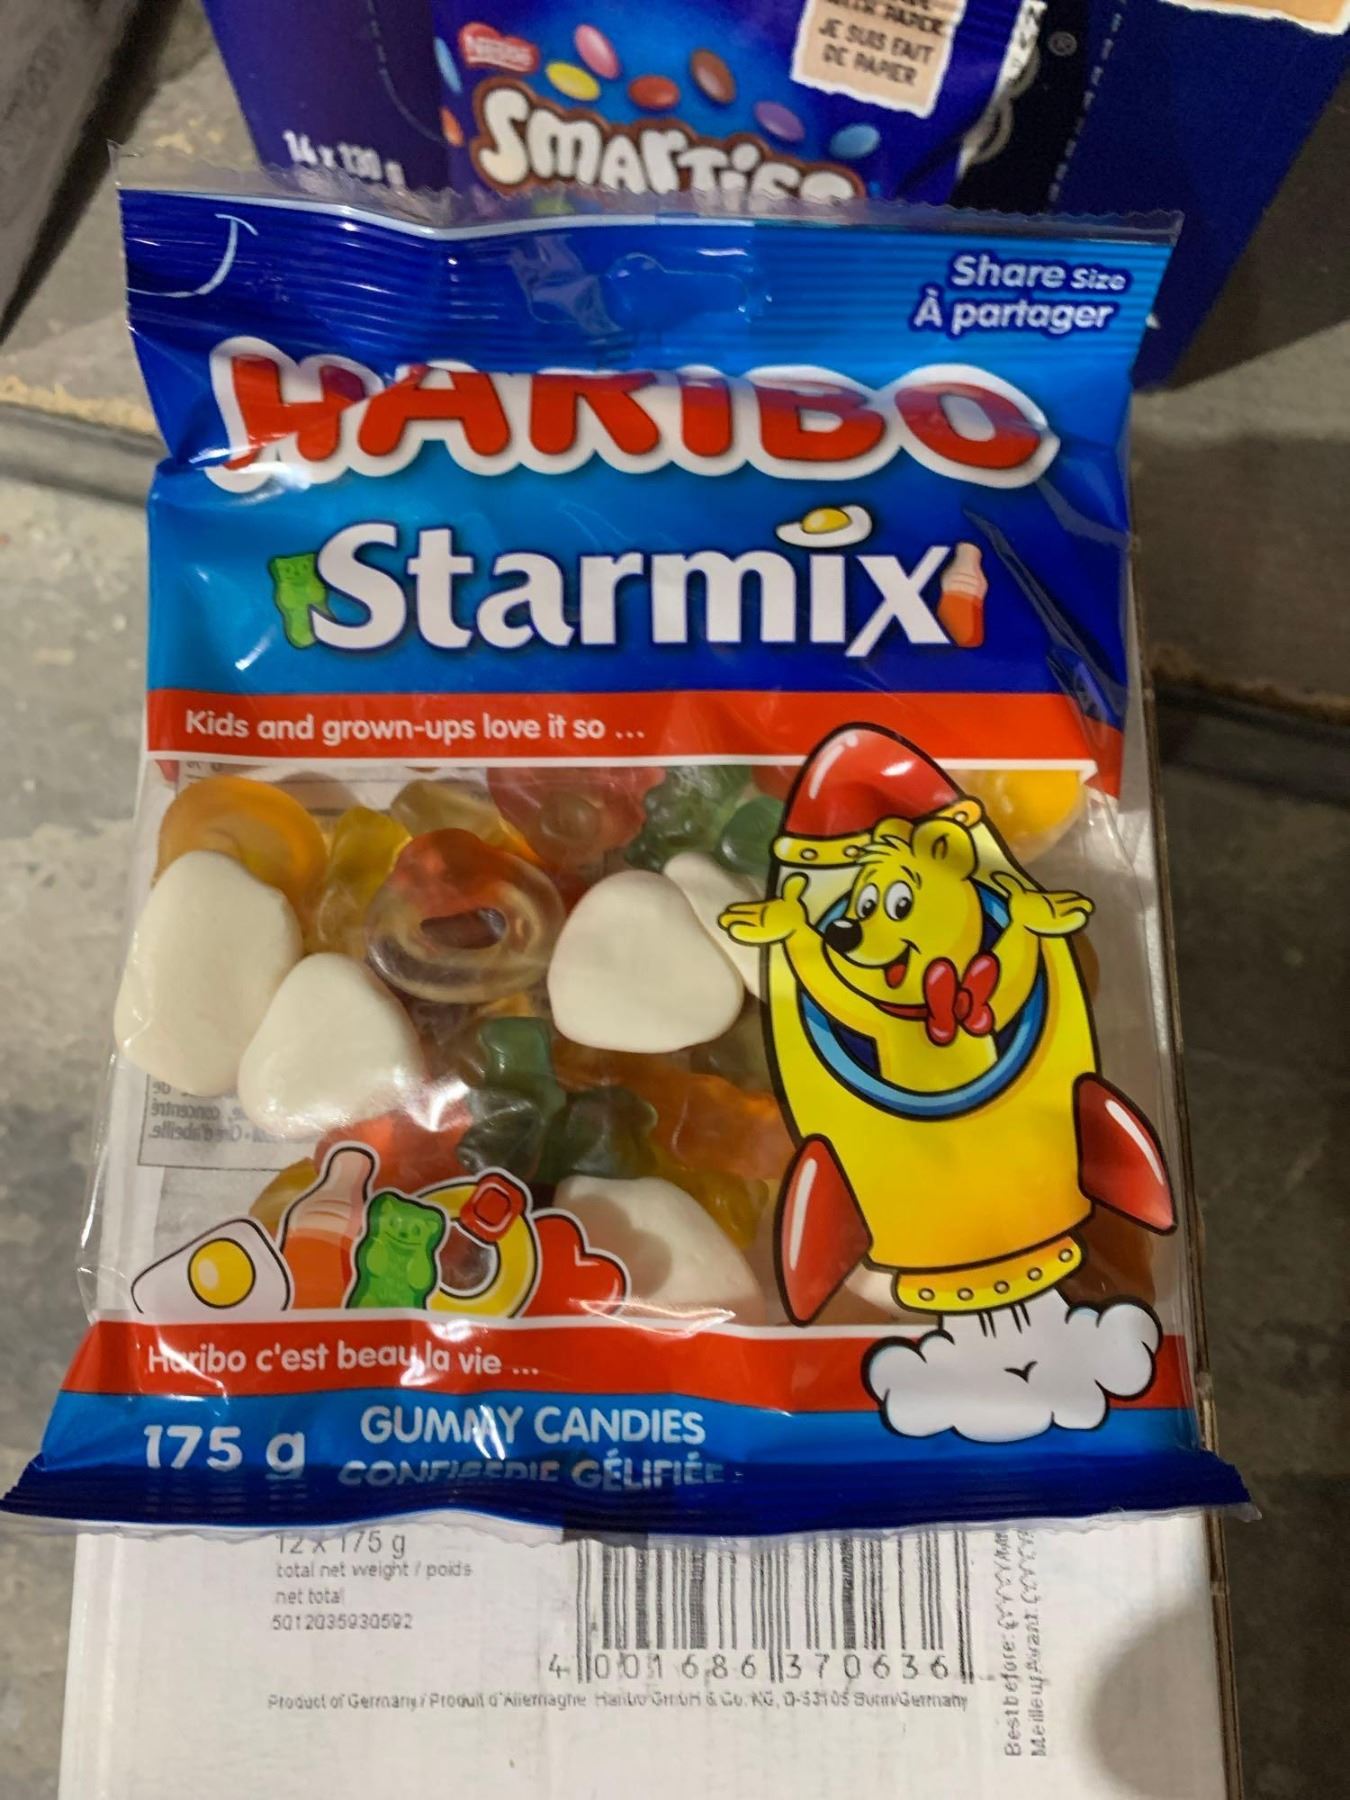 JE SUIS FAIT
DE PAPIER
Nestlé
14 x 130 g
SMARTIES
Share Size
À partager
HARIBO
Starmix
Kids and grown-ups love it so ...
concentré
d'abeille.
Haribo c'est beau la vie ...
175 g
GUMMY CANDIES
CONFISERIE GÉLIFIÉE
12 x 175 g
total net weight / poids
net total
5012035930592
4 001686 370636
Product of Germany / Produit d'Allemagne Haribo GmbH & Co. KG, D-53105 Bonn/Germany
Best before:
Meilleur Avant: